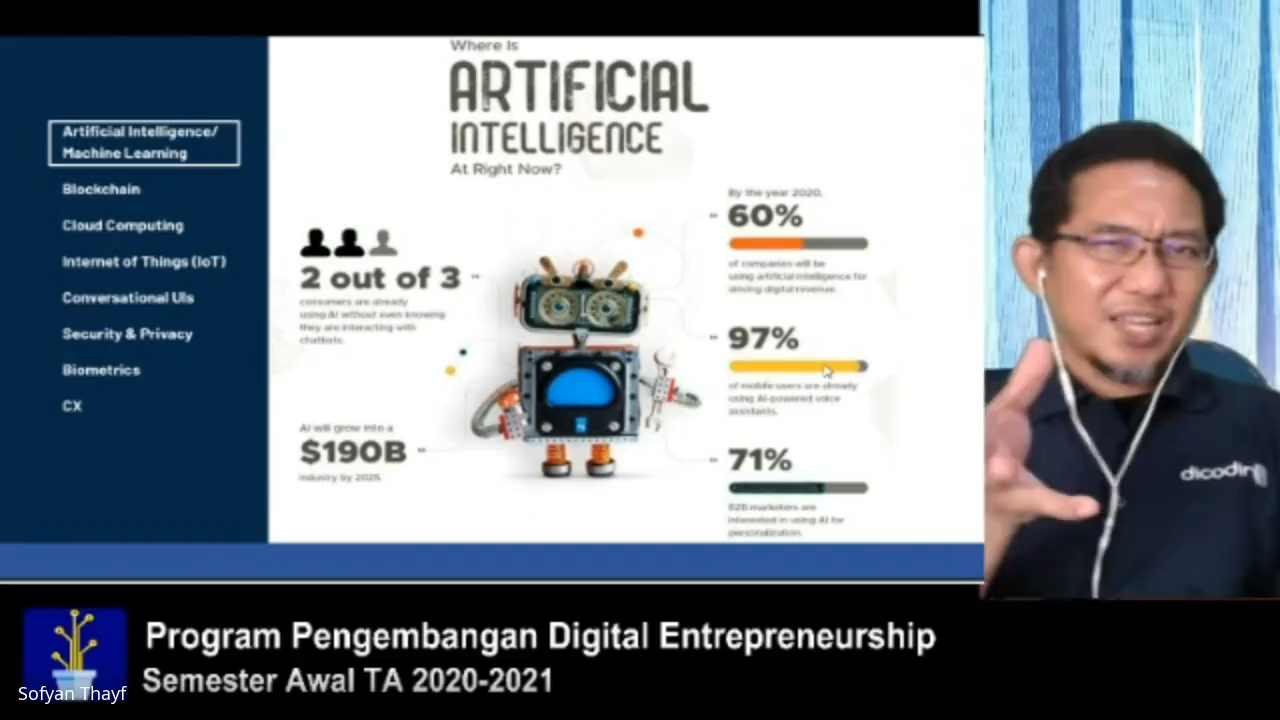 Where Is
ARTIFICIAL
INTELLIGENCE
At Right Now?
Artificial Intelligence/
Machine Learning
Blockchain
Cloud Computing
Internet of Things (IoT)
Conversational UIs
Security & Privacy
Biometrics
CX
2 out of 3
consumers are already
using AI without even knowing
they are interacting with
chatbots.
AI will grow into a
$190B
industry by 2025.
By the year 2020,
60%
of companies will be
using artificial intelligence for
driving digital revenue.
97%
of mobile users are already
using AI-powered voice
assistants.
71%
B2B marketers are
interested in using AI for
personalization.
dicoding
Program Pengembangan Digital Entrepreneurship
Semester Awal TA 2020-2021
Sofyan Thayf